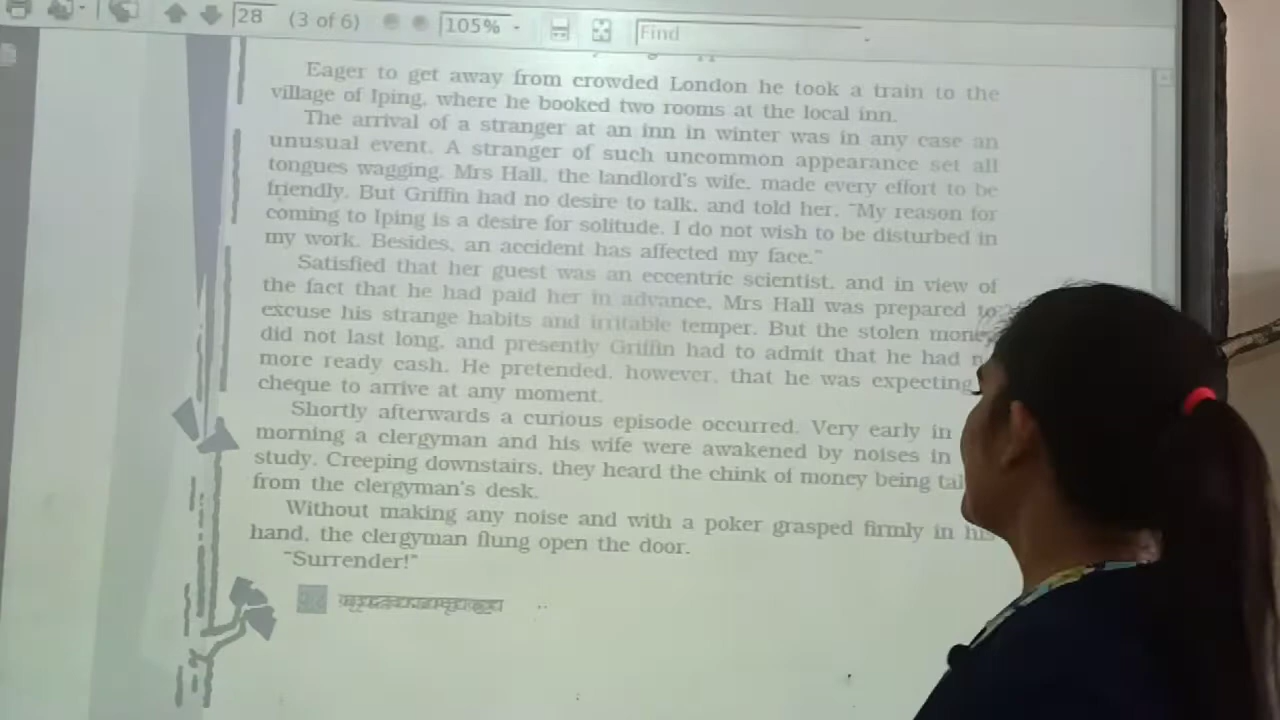 28 (3 of 6) 105% Find
Eager to get away from crowded London he took a train to the
village of Iping, where he booked two rooms at the local inn.
The arrival of a stranger at an inn in winter was in any case an
unusual event. A stranger of such uncommon appearance set all
tongues wagging. Mrs Hall, the landlord's wife, made every effort to be
friendly. But Griffin had no desire to talk, and told her, "My reason for
coming to Iping is a desire for solitude. I do not wish to be disturbed in
my work. Besides, an accident has affected my face."
Satisfied that her guest was an eccentric scientist, and in view of
the fact that he had paid her in advance, Mrs Hall was prepared to
excuse his strange habits and irritable temper. But the stolen money
did not last long, and presently Griffin had to admit that he had
more ready cash. He pretended, however, that he was expecting
cheque to arrive at any moment.
Shortly afterwards a curious episode occurred. Very early in
morning a clergyman and his wife were awakened by noises in
study. Creeping downstairs, they heard the chink of money being
from the clergyman's desk.
Without making any noise and with a poker grasped firmly in his
hand, the clergyman flung open the door.
"Surrender!"